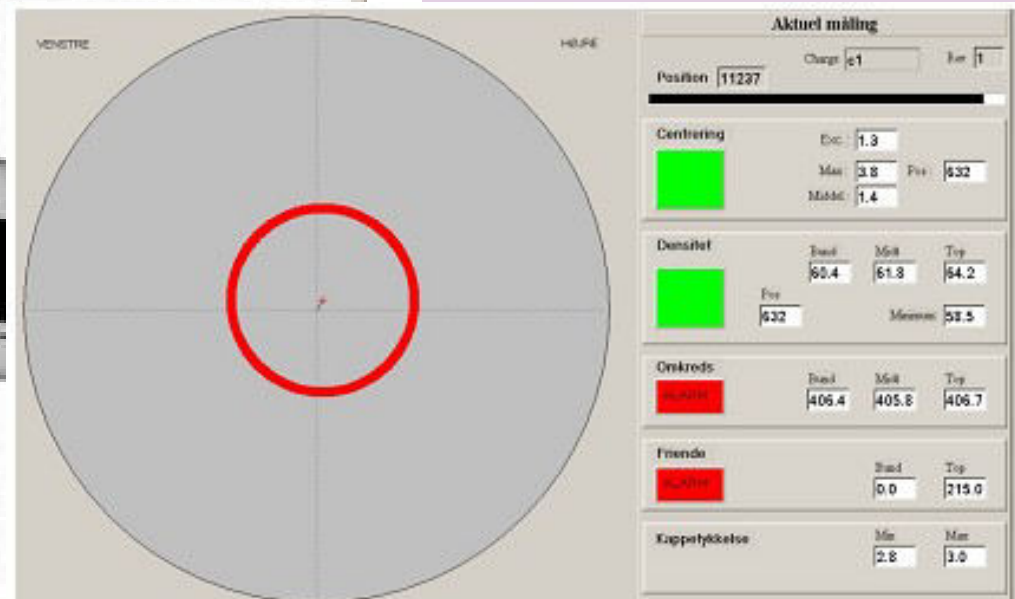 VENSTRE
HØJRE
Aktuel måling
Charge c1 Rør 1
Position 11237
Centrering
Exc: 1.3
Max: 3.8 Pos: 632
Middel: 1.4
Densitet
Bund Midt Top
60.4 61.8 64.2
Pos
632 Minimum 58.5
Omkreds
Bund Midt Top
ALARM 406.4 405.8 406.7
Friende
Bund Top
ALARM 0.0 215.0
Kappetykkelse
Min Max
2.8 3.0